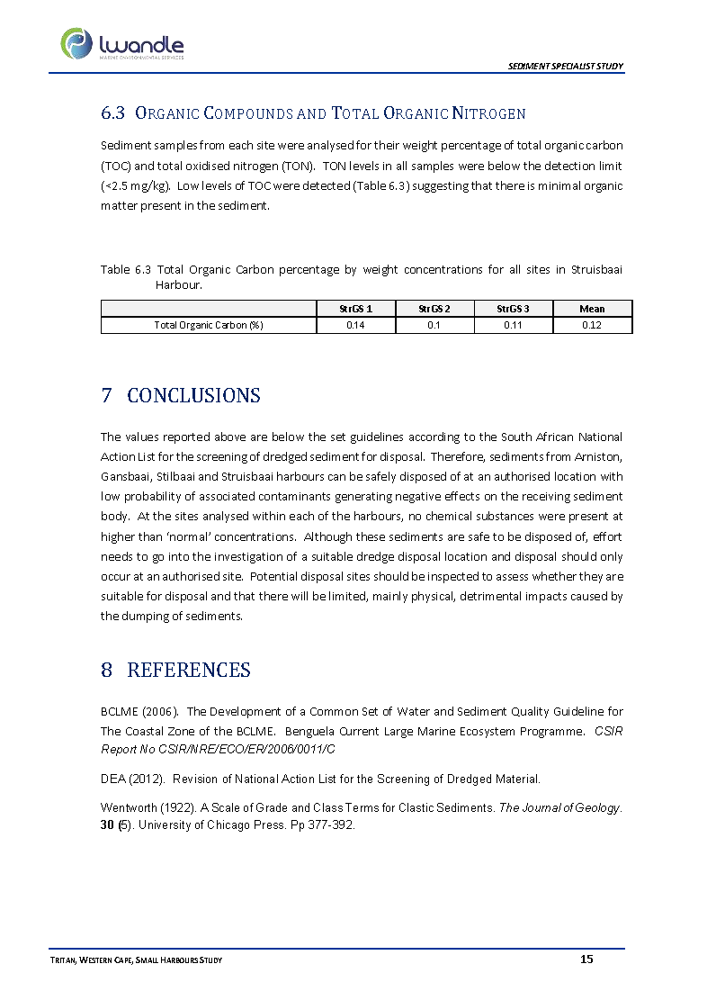 lwandle
MARINE ENVIRONMENTAL SERVICES
SEDIMENT SPECIALIST STUDY
6.3 ORGANIC COMPOUNDS AND TOTAL ORGANIC NITROGEN
Sediment samples from each site were analysed for their weight percentage of total organic carbon
(TOC) and total oxidised nitrogen (TON). TON levels in all samples were below the detection limit
(<2.5 mg/kg). Low levels of TOC were detected (Table 6.3) suggesting that there is minimal organic
matter present in the sediment.
Table 6.3 Total Organic Carbon percentage by weight concentrations for all sites in Struisbaai
Harbour.
StrGS 1 StrGS 2 StrGS 3 Mean
Total Organic Carbon (%) 0.14 0.1 0.11 0.12
7 CONCLUSIONS
The values reported above are below the set guidelines according to the South African National
Action List for the screening of dredged sediment for disposal. Therefore, sediments from Arniston,
Gansbaai, Stilbaai and Struisbaai harbours can be safely disposed of at an authorised location with
low probability of associated contaminants generating negative effects on the receiving sediment
body. At the sites analysed within each of the harbours, no chemical substances were present at
higher than ‘normal’ concentrations. Although these sediments are safe to be disposed of, effort
needs to go into the investigation of a suitable dredge disposal location and disposal should only
occur at an authorised site. Potential disposal sites should be inspected to assess whether they are
suitable for disposal and that there will be limited, mainly physical, detrimental impacts caused by
the dumping of sediments.
8 REFERENCES
BCLME (2006). The Development of a Common Set of Water and Sediment Quality Guideline for
The Coastal Zone of the BCLME. Benguela Current Large Marine Ecosystem Programme. CSIR
Report No CSIR/NRE/ECO/ER/2006/0011/C
DEA (2012). Revision of National Action List for the Screening of Dredged Material.
Wentworth (1922). A Scale of Grade and Class Terms for Clastic Sediments. The Journal of Geology.
30 (5). University of Chicago Press. Pp 377-392.
TRITAN, WESTERN CAPE, SMALL HARBOURS STUDY 15